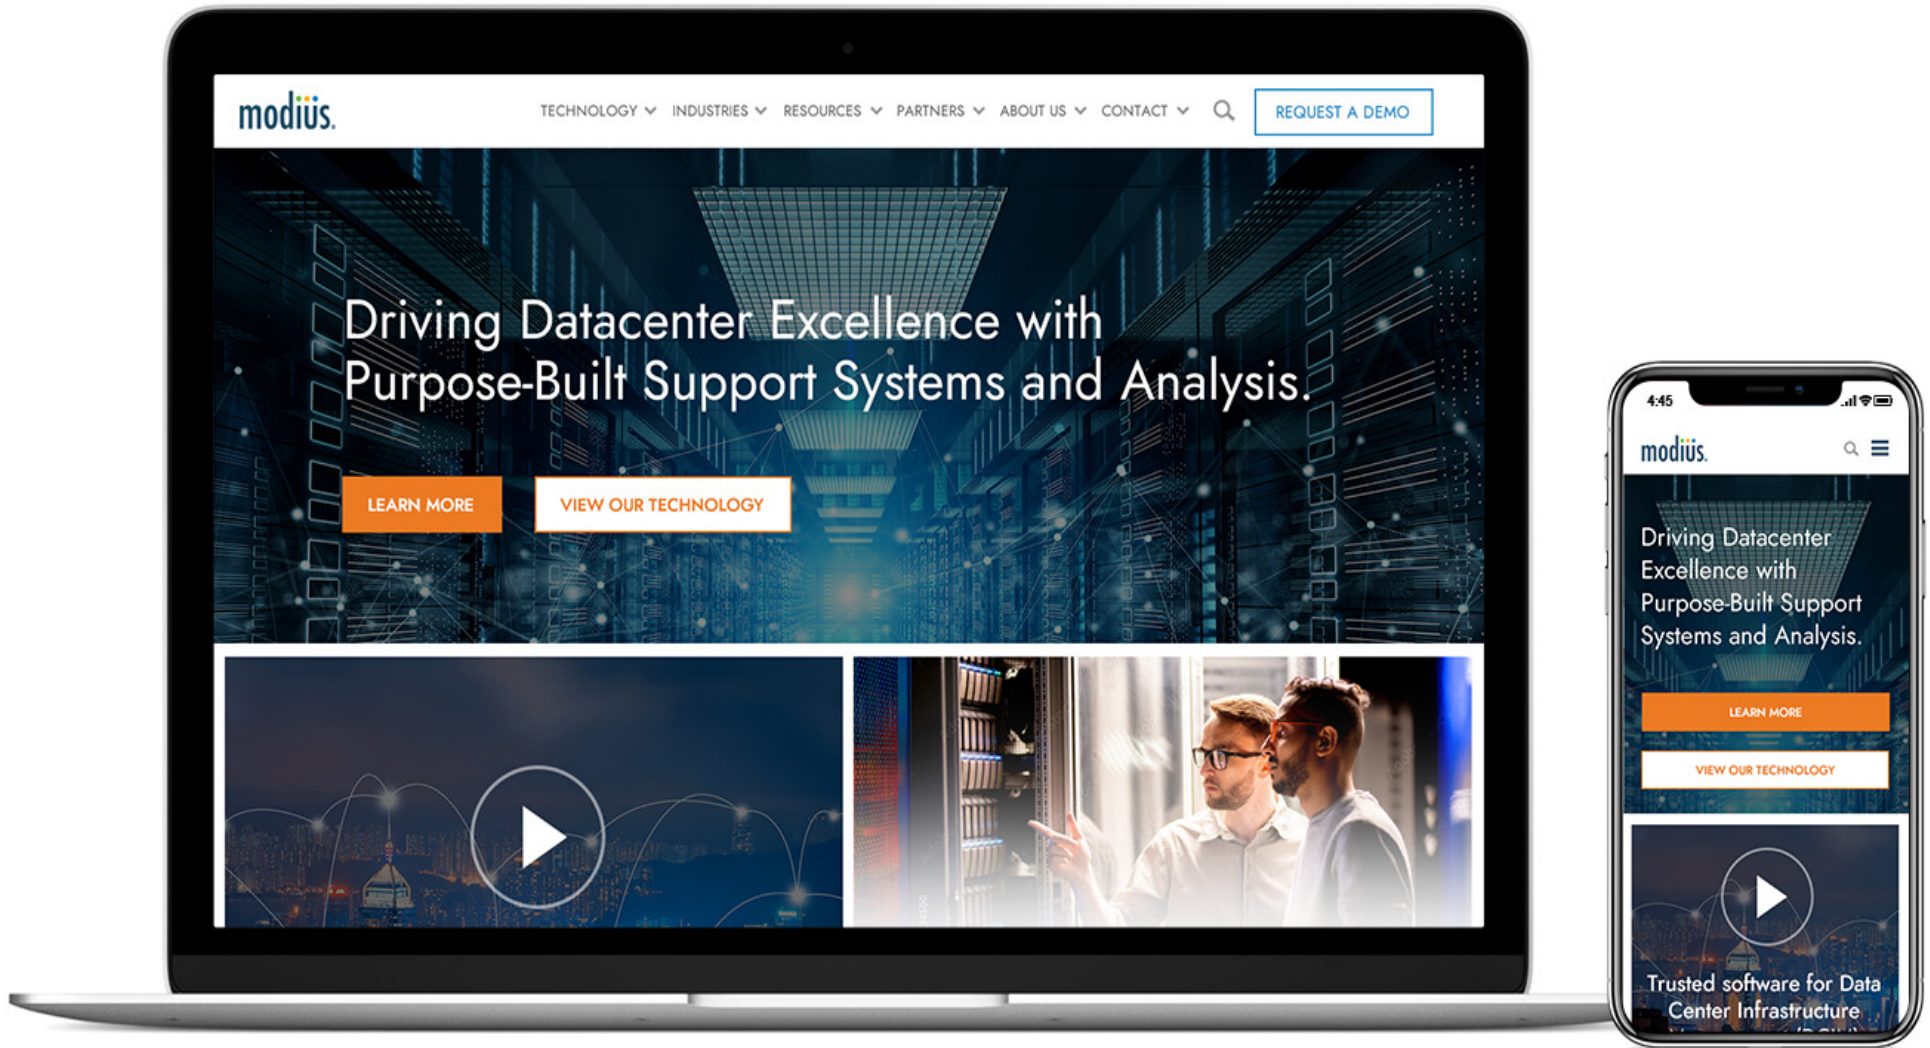 modiüs.
TECHNOLOGY
INDUSTRIES
RESOURCES
PARTNERS
ABOUT US
CONTACT
REQUEST A DEMO
Driving Datacenter Excellence with
Purpose-Built Support Systems and Analysis.
LEARN MORE
VIEW OUR TECHNOLOGY
4:45
modiüs.
Driving Datacenter
Excellence with
Purpose-Built Support
Systems and Analysis.
LEARN MORE
VIEW OUR TECHNOLOGY
Trusted software for Data
Center Infrastructure